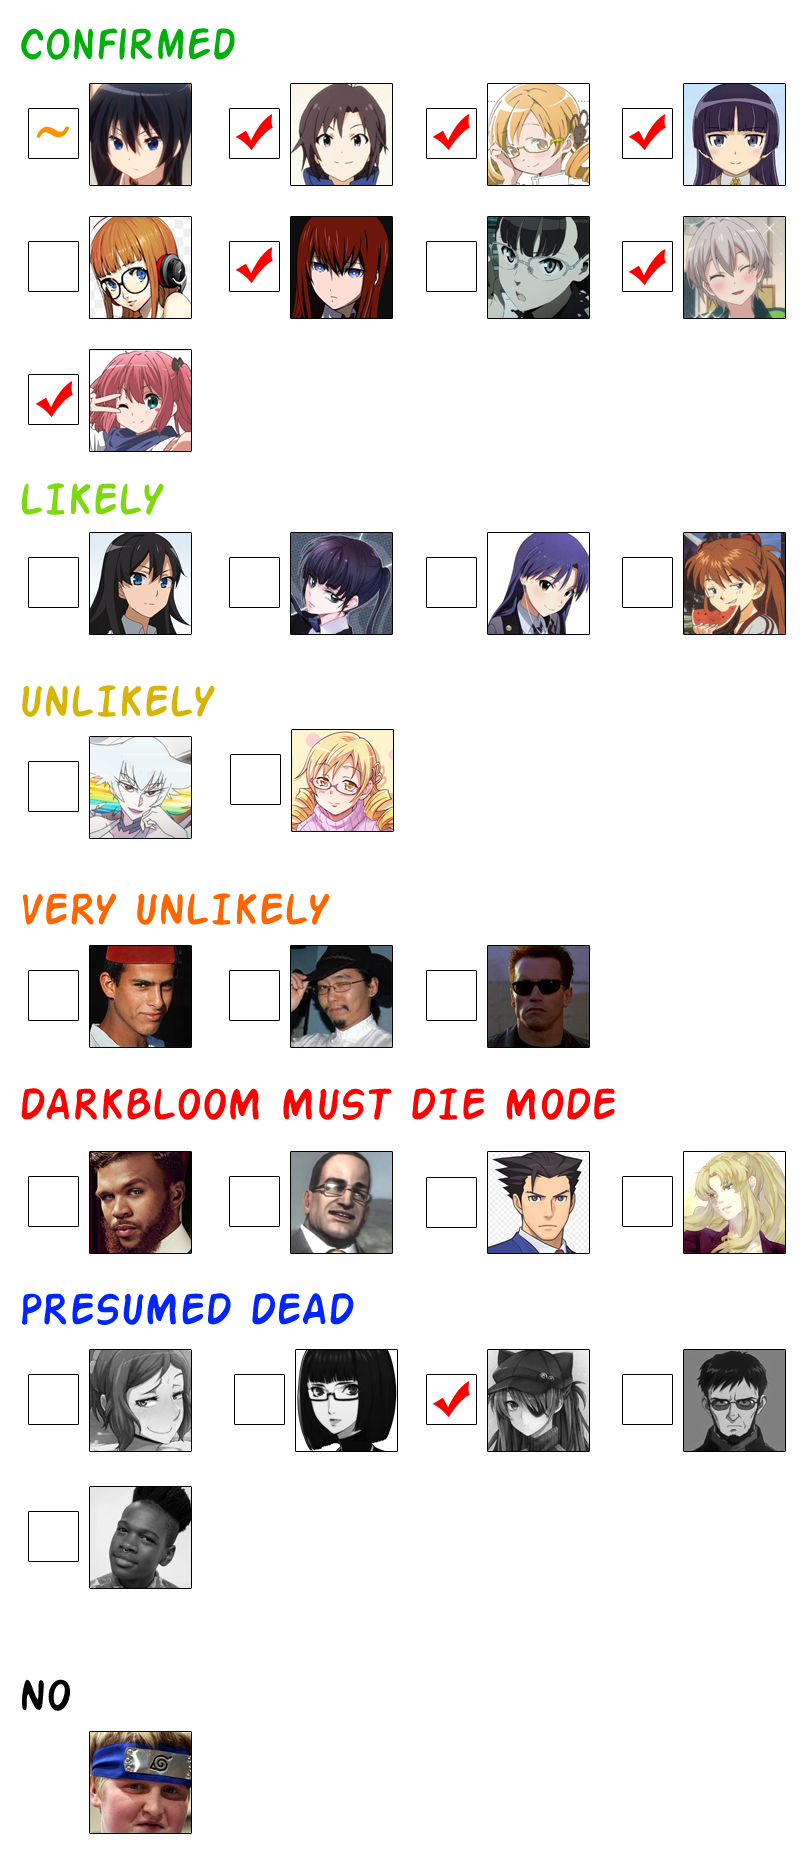 CONFIRMED
~
LIKELY
UNLIKELY
VERY UNLIKELY
DARKBLOOM MUST DIE MODE
PRESUMED DEAD
NO